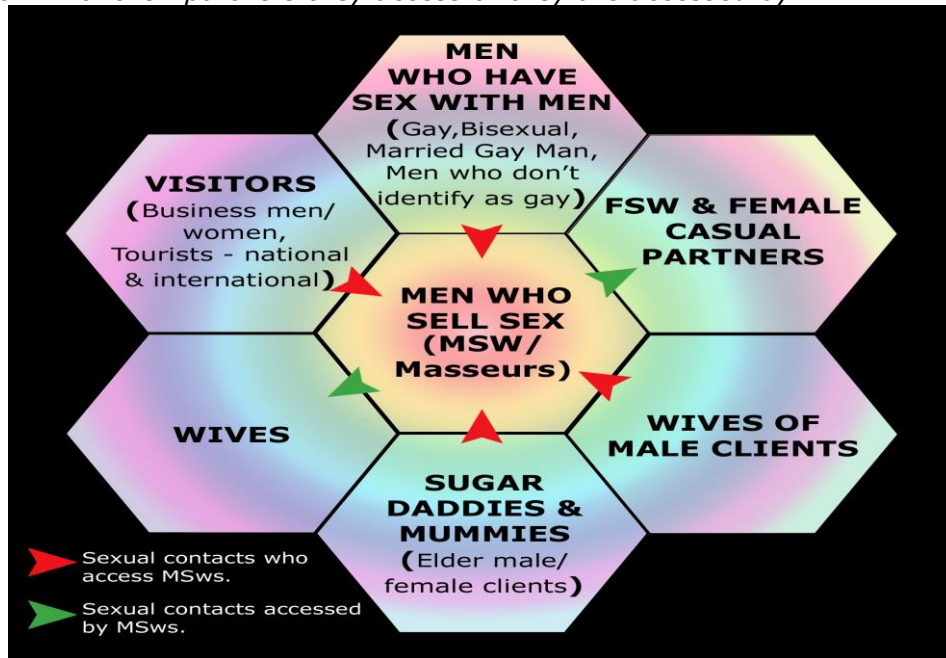 MEN
WHO HAVE
SEX WITH MEN
(Gay,Bisexual,
Married Gay Man,
Men who don't
identify as gay)
VISITORS
(Business men/
women,
Tourists - national
& international)
FSW & FEMALE
CASUAL
PARTNERS
MEN WHO
SELL SEX
(MSW/
Masseurs)
WIVES
WIVES OF
MALE CLIENTS
SUGAR
DADDIES &
MUMMIES
(Elder male/
female clients)
Sexual contacts who
access MSws.
Sexual contacts accessed
by MSws.